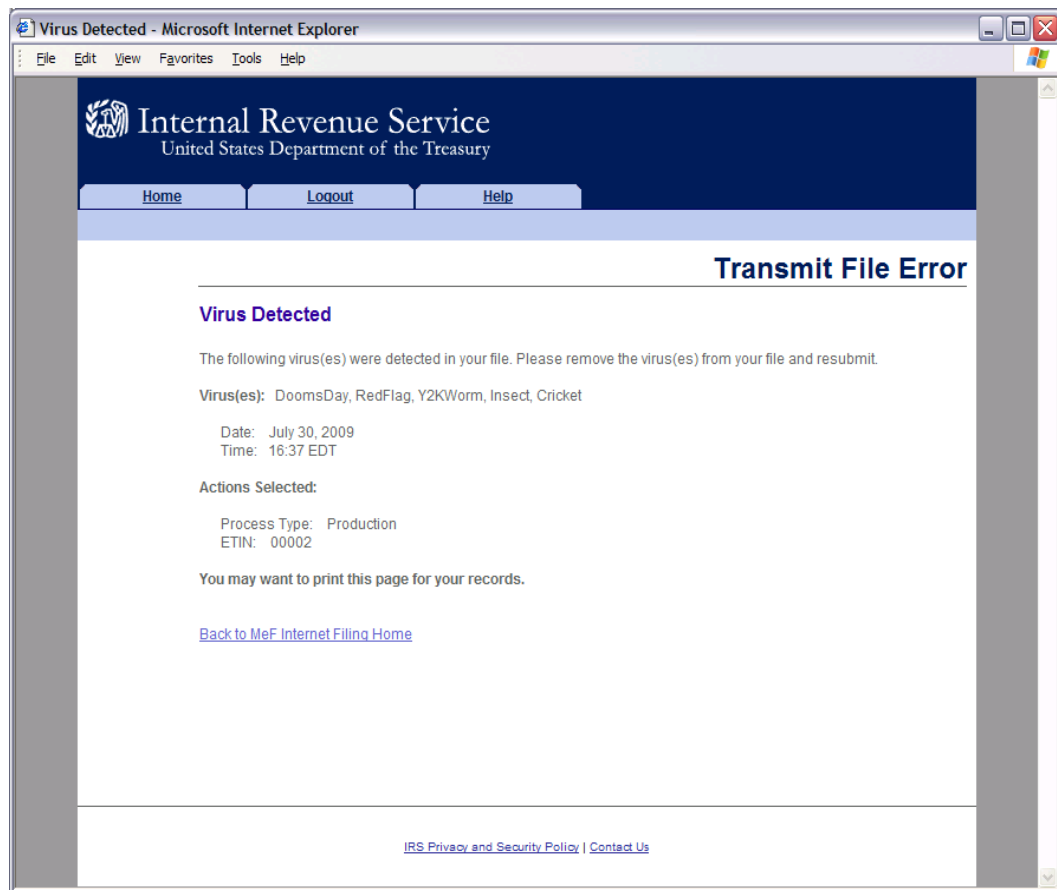 Virus Detected - Microsoft Internet Explorer
File Edit View Favorites Tools Help
Internal Revenue Service
United States Department of the Treasury
Home Logout Help
Transmit File Error
Virus Detected
The following virus(es) were detected in your file. Please remove the virus(es) from your file and resubmit.
Virus(es): DoomsDay, RedFlag, Y2KWorm, Insect, Cricket
Date: July 30, 2009
Time: 16:37 EDT
Actions Selected:
Process Type: Production
ETIN: 00002
You may want to print this page for your records.
Back to MeF Internet Filing Home
IRS Privacy and Security Policy | Contact Us